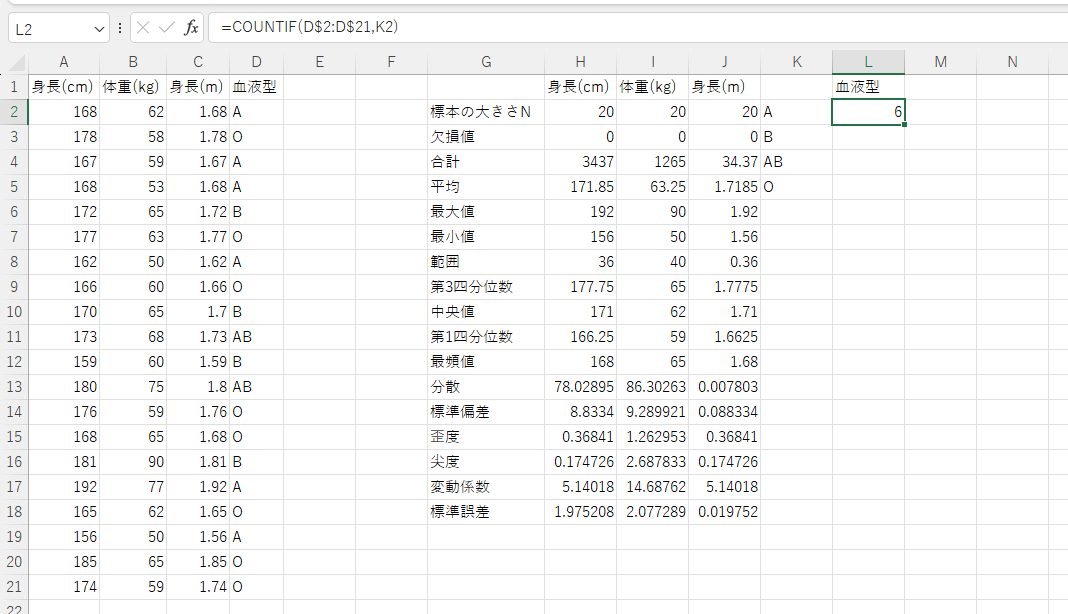 L2 fx =COUNTIF(D$2:D$21,K2)
A B C D E F G H I J K L M N
1 身長(cm) 体重(kg) 身長(m) 血液型 身長(cm) 体重(kg) 身長(m) 血液型
2 168 62 1.68 A 標本の大きさN 20 20 20 A 6
3 178 58 1.78 O 欠損値 0 0 0 B
4 167 59 1.67 A 合計 3437 1265 34.37 AB
5 168 53 1.68 A 平均 171.85 63.25 1.7185 O
6 172 65 1.72 B 最大値 192 90 1.92
7 177 63 1.77 O 最小値 156 50 1.56
8 162 50 1.62 A 範囲 36 40 0.36
9 166 60 1.66 O 第3四分位数 177.75 65 1.7775
10 170 65 1.7 B 中央値 171 62 1.71
11 173 68 1.73 AB 第1四分位数 166.25 59 1.6625
12 159 60 1.59 B 最頻値 168 65 1.68
13 180 75 1.8 AB 分散 78.02895 86.30263 0.007803
14 176 59 1.76 O 標準偏差 8.8334 9.289921 0.088334
15 168 65 1.68 O 歪度 0.36841 1.262953 0.36841
16 181 90 1.81 B 尖度 0.174726 2.687833 0.174726
17 192 77 1.92 A 変動係数 5.14018 14.68762 5.14018
18 165 62 1.65 O 標準誤差 1.975208 2.077289 0.019752
19 156 50 1.56 A
20 185 65 1.85 O
21 174 59 1.74 O
22